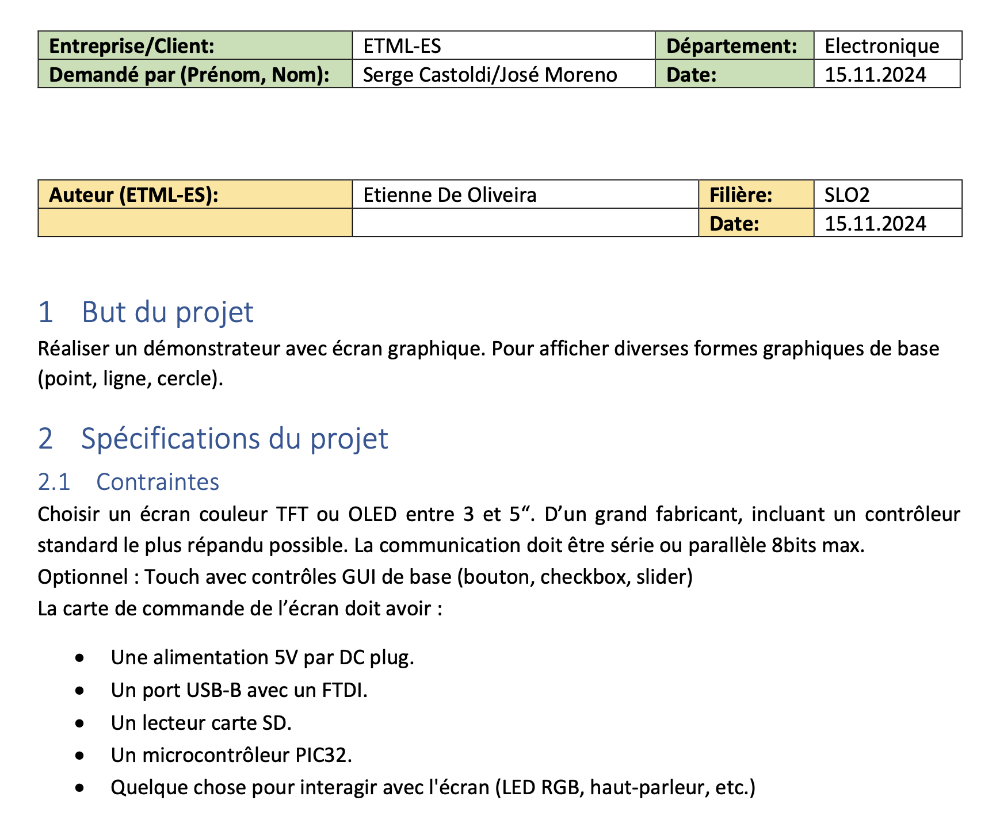 Entreprise/Client: ETML-ES Département: Electronique
Demandé par (Prénom, Nom): Serge Castoldi/José Moreno Date: 15.11.2024
Auteur (ETML-ES): Etienne De Oliveira Filière: SLO2
Date: 15.11.2024
1 But du projet
Réaliser un démonstrateur avec écran graphique. Pour afficher diverses formes graphiques de base
(point, ligne, cercle).
2 Spécifications du projet
2.1 Contraintes
Choisir un écran couleur TFT ou OLED entre 3 et 5“. D’un grand fabricant, incluant un contrôleur
standard le plus répandu possible. La communication doit être série ou parallèle 8bits max.
Optionnel : Touch avec contrôles GUI de base (bouton, checkbox, slider)
La carte de commande de l’écran doit avoir :
• Une alimentation 5V par DC plug.
• Un port USB-B avec un FTDI.
• Un lecteur carte SD.
• Un microcontrôleur PIC32.
• Quelque chose pour interagir avec l'écran (LED RGB, haut-parleur, etc.)